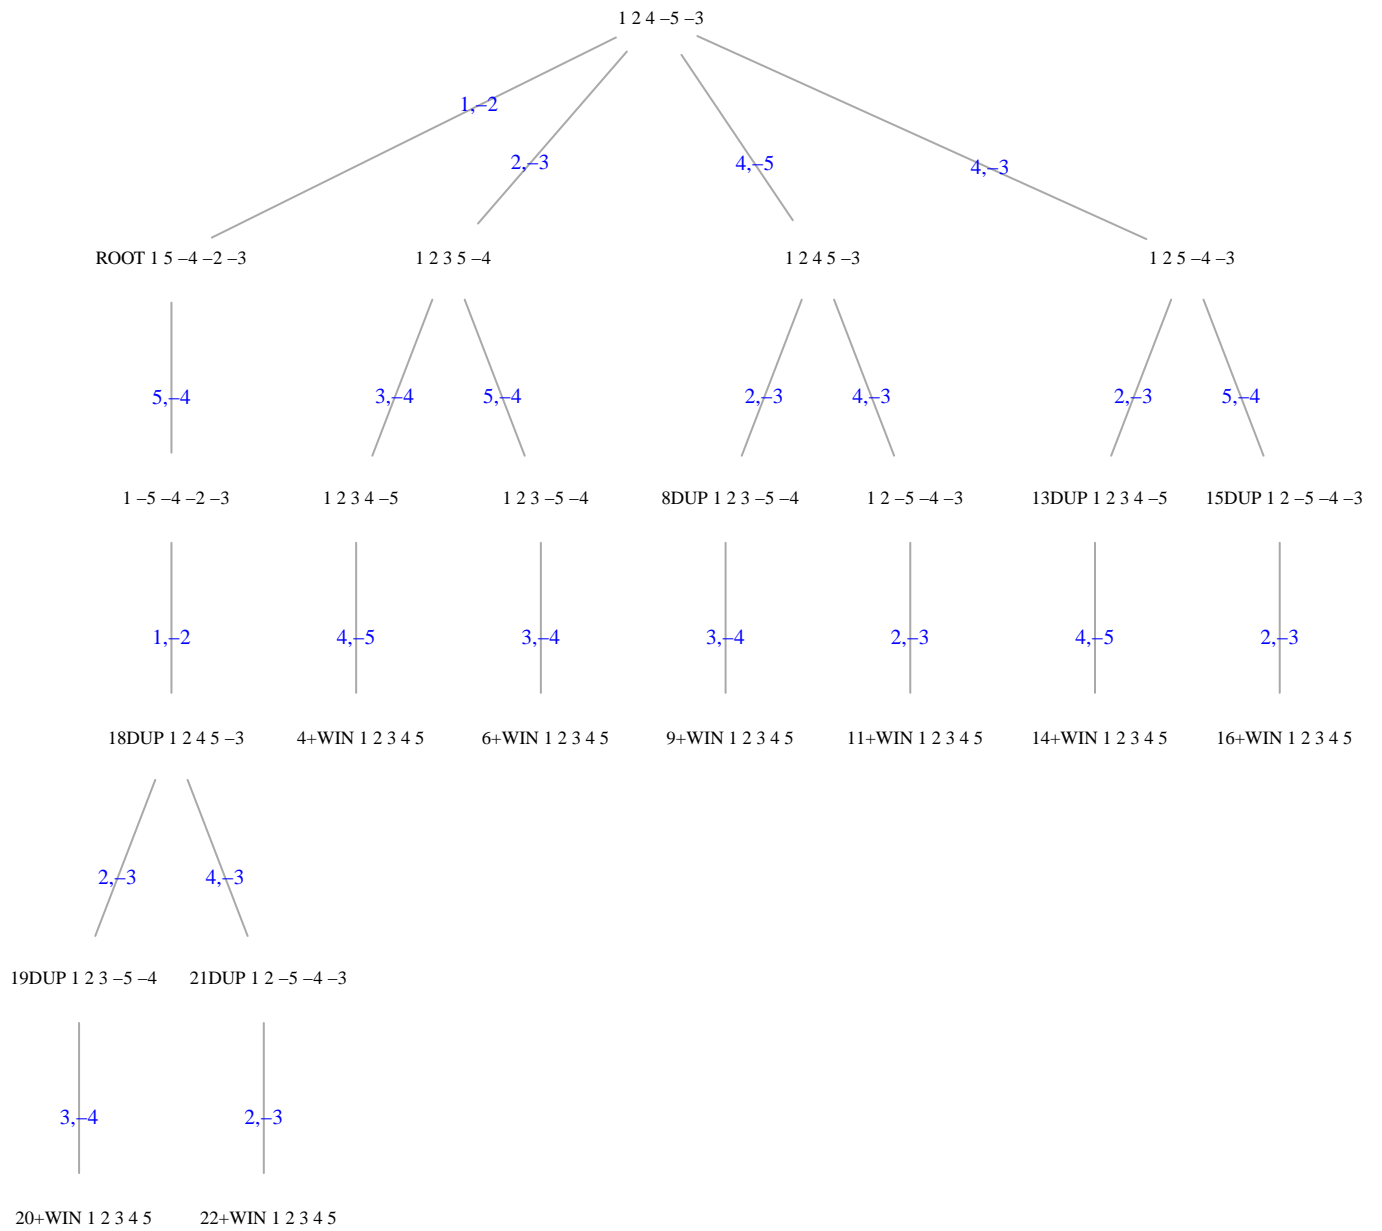 1 2 4 –5 –3
1,–2
2,–3
4,–5
4,–3
ROOT 1 5 –4 –2 –3
1 2 3 5 –4
1 2 4 5 –3
1 2 5 –4 –3
5,–4
3,–4
5,–4
2,–3
4,–3
2,–3
5,–4
1 –5 –4 –2 –3
1 2 3 4 –5
1 2 3 –5 –4
8DUP 1 2 3 –5 –4
1 2 –5 –4 –3
13DUP 1 2 3 4 –5
15DUP 1 2 –5 –4 –3
1,–2
4,–5
3,–4
3,–4
2,–3
4,–5
2,–3
18DUP 1 2 4 5 –3
4+WIN 1 2 3 4 5
6+WIN 1 2 3 4 5
9+WIN 1 2 3 4 5
11+WIN 1 2 3 4 5
14+WIN 1 2 3 4 5
16+WIN 1 2 3 4 5
2,–3
4,–3
19DUP 1 2 3 –5 –4
21DUP 1 2 –5 –4 –3
3,–4
2,–3
20+WIN 1 2 3 4 5
22+WIN 1 2 3 4 5